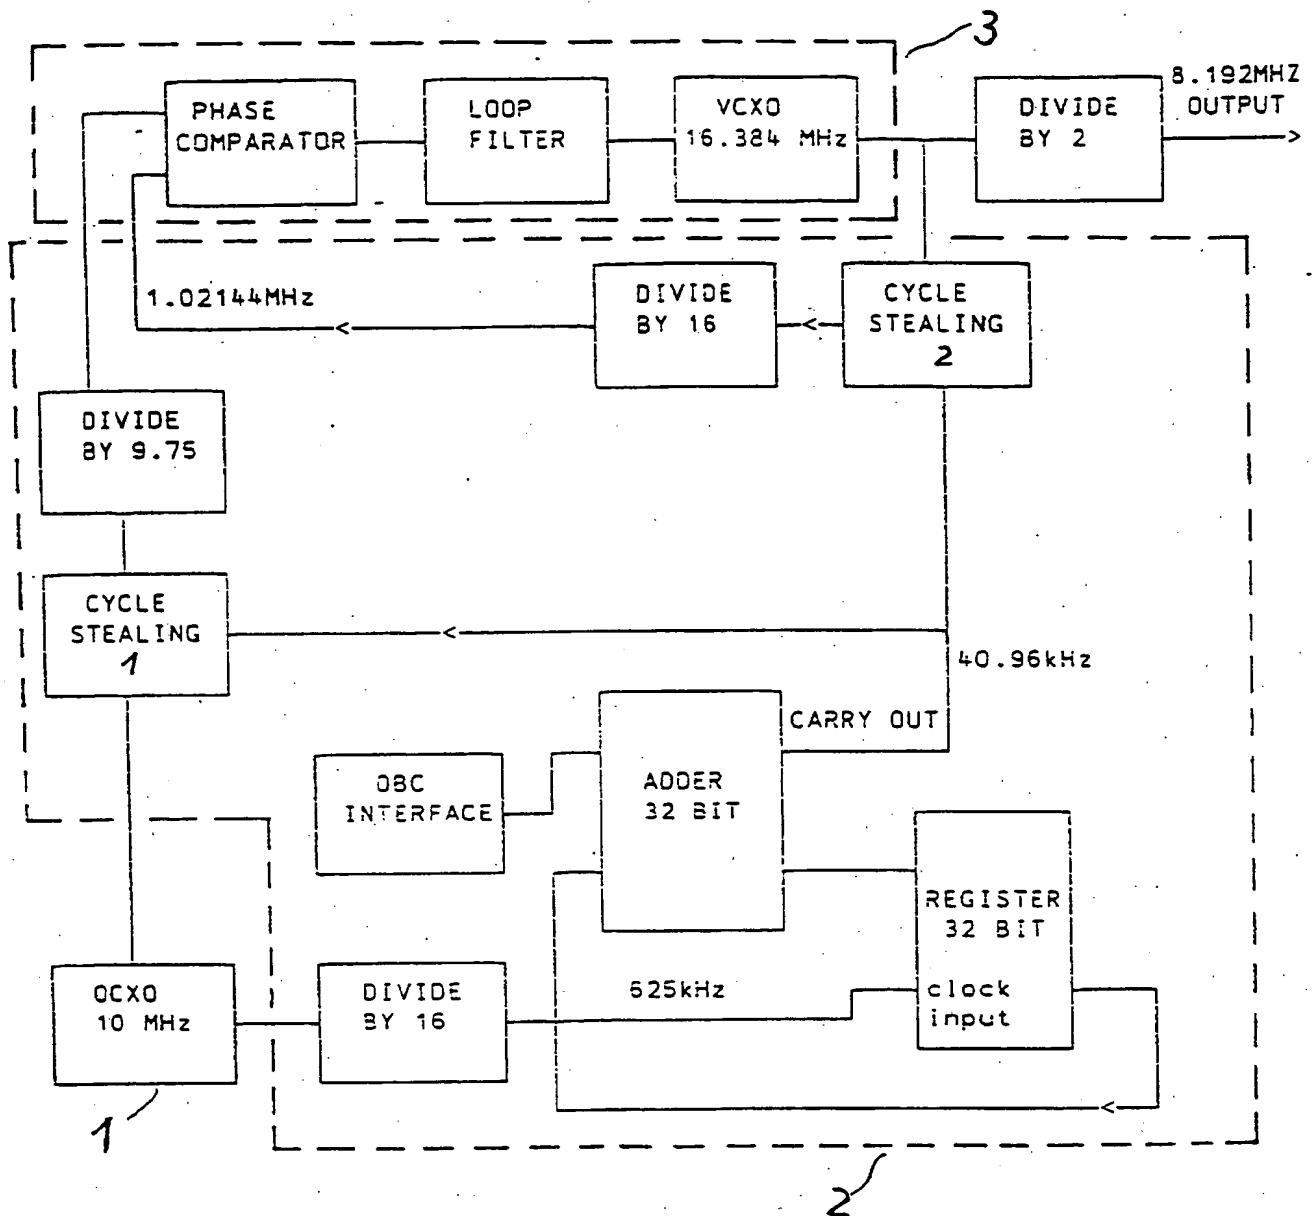 3
8.192MHZ
OUTPUT
PHASE
COMPARATOR
LOOP
FILTER
VCXO
16.384 MHz
DIVIDE
BY 2
1.02144MHz
DIVIDE
BY 16
CYCLE
STEALING
2
DIVIDE
BY 9.75
CYCLE
STEALING
1
40.96kHz
CARRY OUT
OBC
INTERFACE
ADDER
32 BIT
REGISTER
32 BIT
clock
input
OCXO
10 MHz
DIVIDE
BY 16
625kHz
1
2